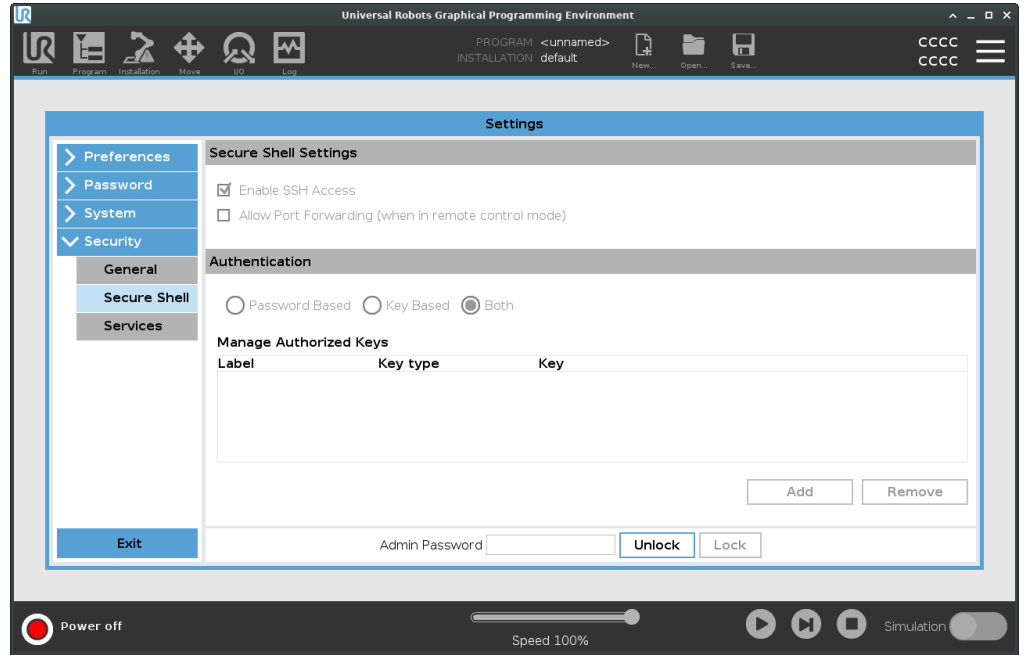 UR
Universal Robots Graphical Programming Environment
UR
Run
Program
Installation
Move
I/O
Log
PROGRAM <unnamed>
INSTALLATION default
New...
Open...
Save...
CCCC
CCCC
Settings
Preferences
Password
System
Security
General
Secure Shell
Services
Exit
Secure Shell Settings
Enable SSH Access
Allow Port Forwarding (when in remote control mode)
Authentication
Password Based Key Based Both
Manage Authorized Keys
Label Key type Key
Add Remove
Admin Password Unlock Lock
Power off
Speed 100%
Simulation